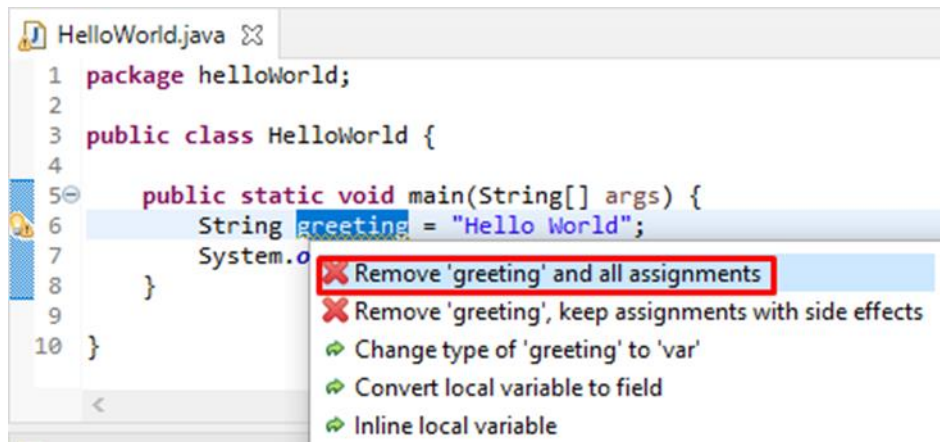 HelloWorld.java
1 package helloWorld;
2
3 public class HelloWorld {
4
5 public static void main(String[] args) {
6 String greeting = "Hello World";
7 System.o
8 }
9
10 }
Remove 'greeting' and all assignments
Remove 'greeting', keep assignments with side effects
Change type of 'greeting' to 'var'
Convert local variable to field
Inline local variable